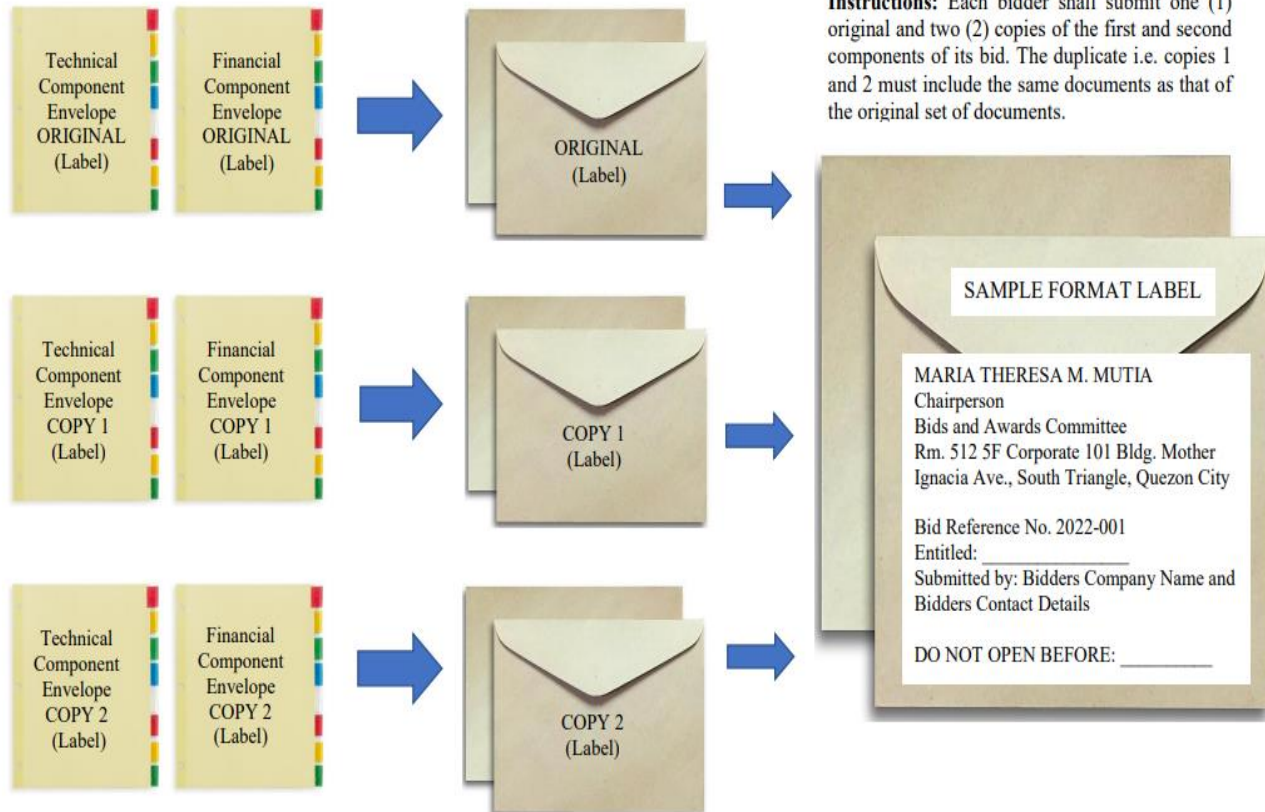 Instructions: Each bidder shall submit one (1)
original and two (2) copies of the first and second
components of its bid. The duplicate i.e. copies 1
and 2 must include the same documents as that of
the original set of documents.
Technical
Component
Envelope
ORIGINAL
(Label)
Financial
Component
Envelope
ORIGINAL
(Label)
ORIGINAL
(Label)
Technical
Component
Envelope
COPY 1
(Label)
Financial
Component
Envelope
COPY 1
(Label)
COPY 1
(Label)
Technical
Component
Envelope
COPY 2
(Label)
Financial
Component
Envelope
COPY 2
(Label)
COPY 2
(Label)
SAMPLE FORMAT LABEL
MARIA THERESA M. MUTIA
Chairperson
Bids and Awards Committee
Rm. 512 5F Corporate 101 Bldg. Mother
Ignacia Ave., South Triangle, Quezon City
Bid Reference No. 2022-001
Entitled: _______________
Submitted by: Bidders Company Name and
Bidders Contact Details
DO NOT OPEN BEFORE: __________